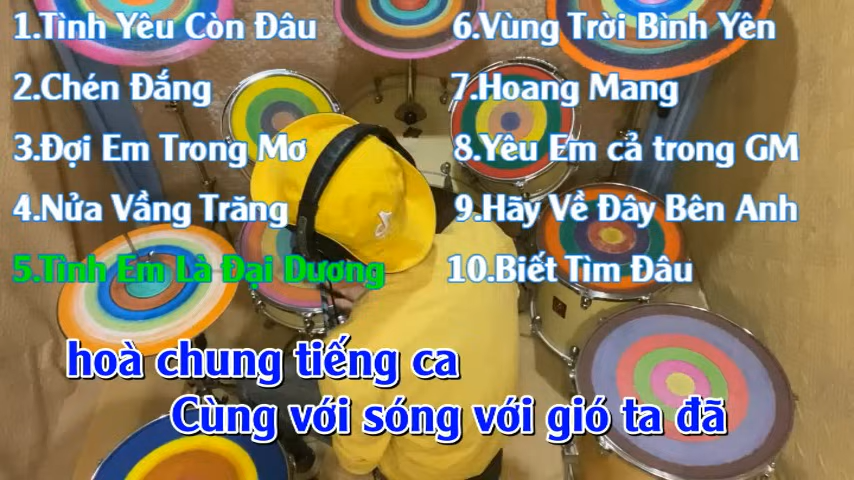 1.Tình Yêu Còn Đâu
2.Chén Đắng
3.Đợi Em Trong Mơ
4.Nửa Vầng Trăng
5.Tình Em Là Đại Dương
6.Vùng Trời Bình Yên
7.Hoang Mang
8.Yêu Em cả trong GM
9.Hãy Về Đây Bên Anh
10.Biết Tìm Đâu
hoà chung tiếng ca
Cùng với sóng với gió ta đã